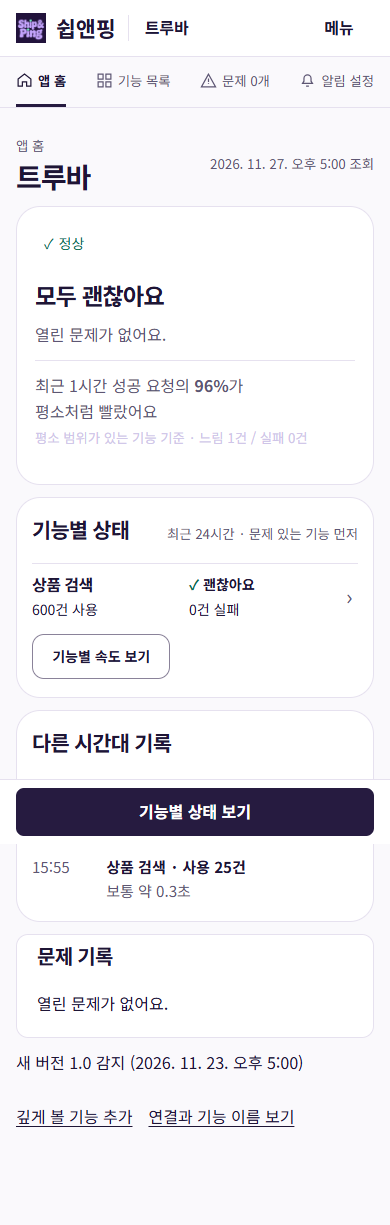 Ship&
Ping
쉽앤핑
트루바
메뉴
앱 홈
기능 목록
문제 0개
알림 설정
앱 홈
트루바
2026. 11. 27. 오후 5:00 조회
✓ 정상
모두 괜찮아요
열린 문제가 없어요.
최근 1시간 성공 요청의 96%가
평소처럼 빨랐어요
평소 범위가 있는 기능 기준 · 느림 1건 / 실패 0건
기능별 상태
최근 24시간 · 문제 있는 기능 먼저
상품 검색
✓ 괜찮아요
600건 사용
0건 실패
›
기능별 속도 보기
다른 시간대 기록
기능별 상태 보기
15:55
상품 검색 · 사용 25건
보통 약 0.3초
문제 기록
열린 문제가 없어요.
새 버전 1.0 감지 (2026. 11. 23. 오후 5:00)
깊게 볼 기능 추가
연결과 기능 이름 보기